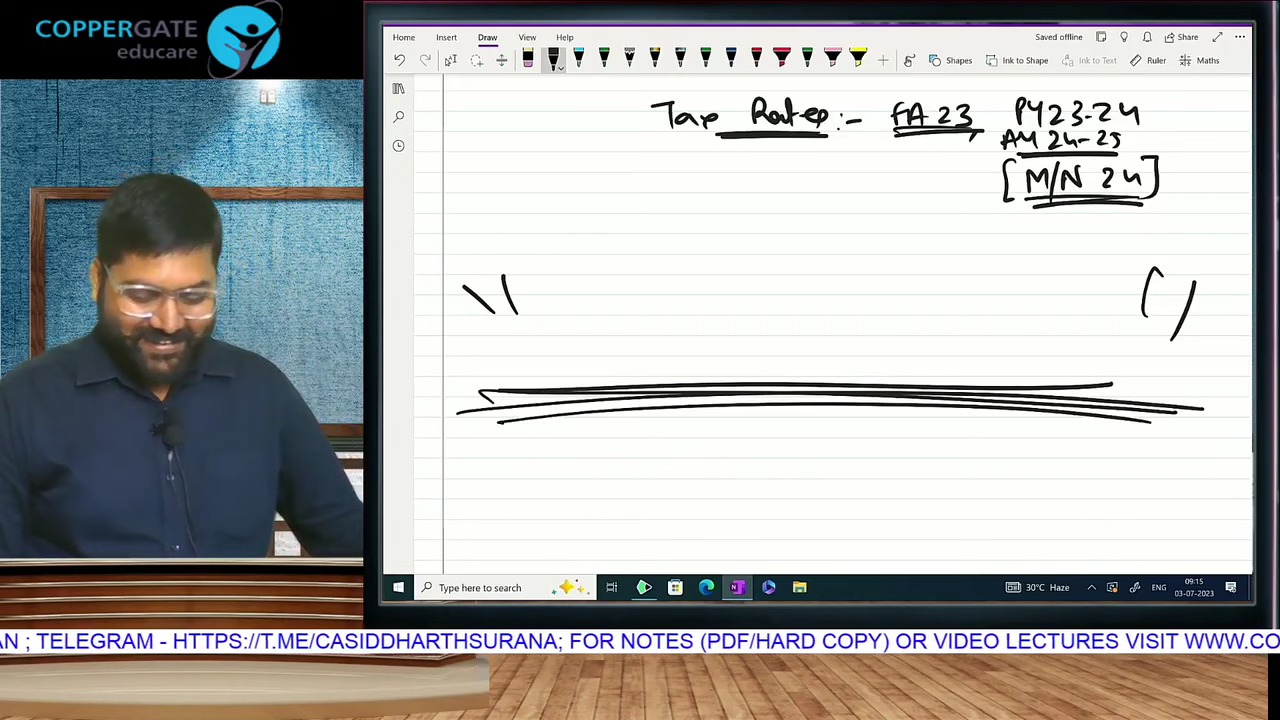 COPPERGATE
educare
Home Insert Draw View Help
Saved offline
Share
Shapes
Ink to Shape
Ink to Text
Ruler
Maths
Tax Rates :- FA 23 PY 23-24
AY 24-25
[M/N 24]
Type here to search
30°C Haze
ENG
09:15
03-07-2023
AN ; TELEGRAM - HTTPS://T.ME/CASIDDHARTHSURANA; FOR NOTES (PDF/HARD COPY) OR VIDEO LECTURES VISIT WWW.CO